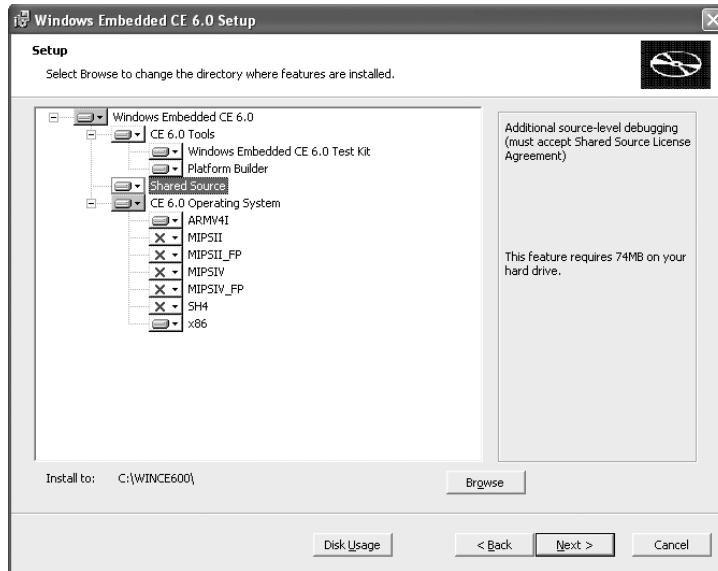 Windows Embedded CE 6.0 Setup
Setup
Select Browse to change the directory where features are installed.
Windows Embedded CE 6.0
CE 6.0 Tools
Windows Embedded CE 6.0 Test Kit
Platform Builder
Shared Source
CE 6.0 Operating System
ARMV4I
MIPSII
MIPSII_FP
MIPSIV
MIPSIV_FP
SH4
x86
Additional source-level debugging
(must accept Shared Source License
Agreement)
This feature requires 74MB on your
hard drive.
Install to: C:\WINCE600\
Browse
Disk Usage
< Back
Next >
Cancel